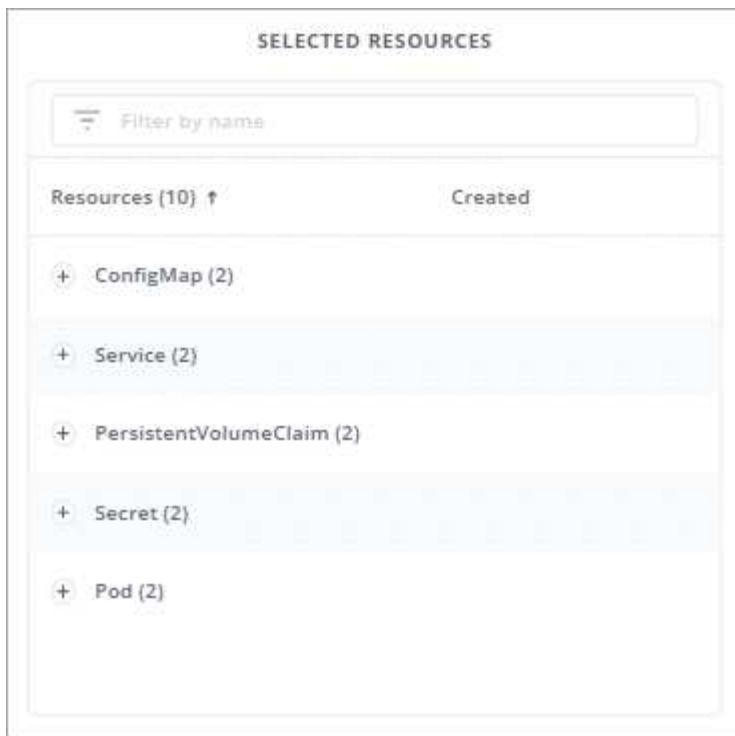 SELECTED RESOURCES
Filter by name
Resources (10) ↑ Created
+ ConfigMap (2)
+ Service (2)
+ PersistentVolumeClaim (2)
+ Secret (2)
+ Pod (2)